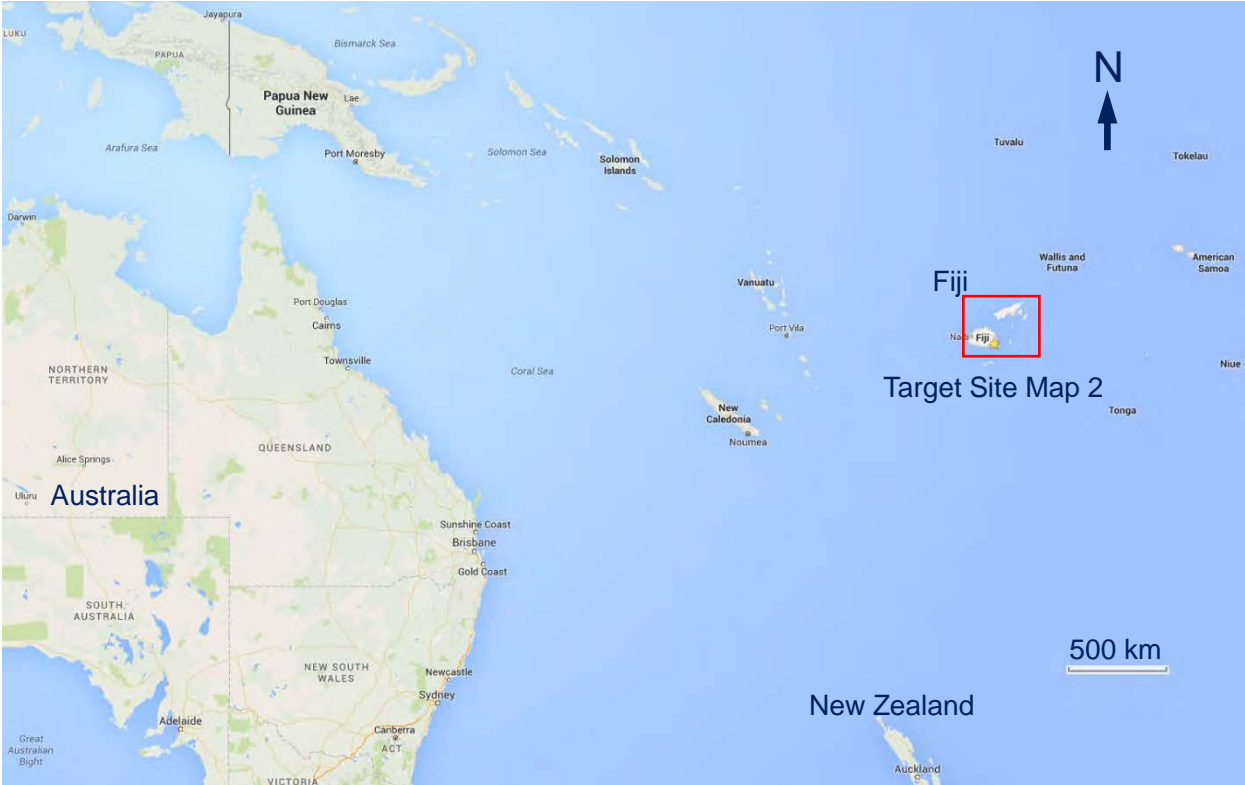 Jayapura
LUKU
Bismarck Sea
PAPUA
N
Papua New
Guinea
Lae
Arafura Sea
Port Moresby
Solomon Sea
Solomon
Islands
Tuvalu
Tokelau
Darwin
Wallis and
Futuna
American
Samoa
Vanuatu
Fiji
Port Douglas
Cairns
Port Vila
Fiji
Townsville
NORTHERN
TERRITORY
Coral Sea
Niue
Target Site Map 2
New
Caledonia
Tonga
Noumea
QUEENSLAND
Alice Springs
Uluru
Australia
Sunshine Coast
Brisbane
Gold Coast
SOUTH
AUSTRALIA
500 km
NEW SOUTH
WALES
Newcastle
Sydney
New Zealand
Adelaide
Canberra
ACT
Great
Australian
Bight
Auckland
VICTORIA